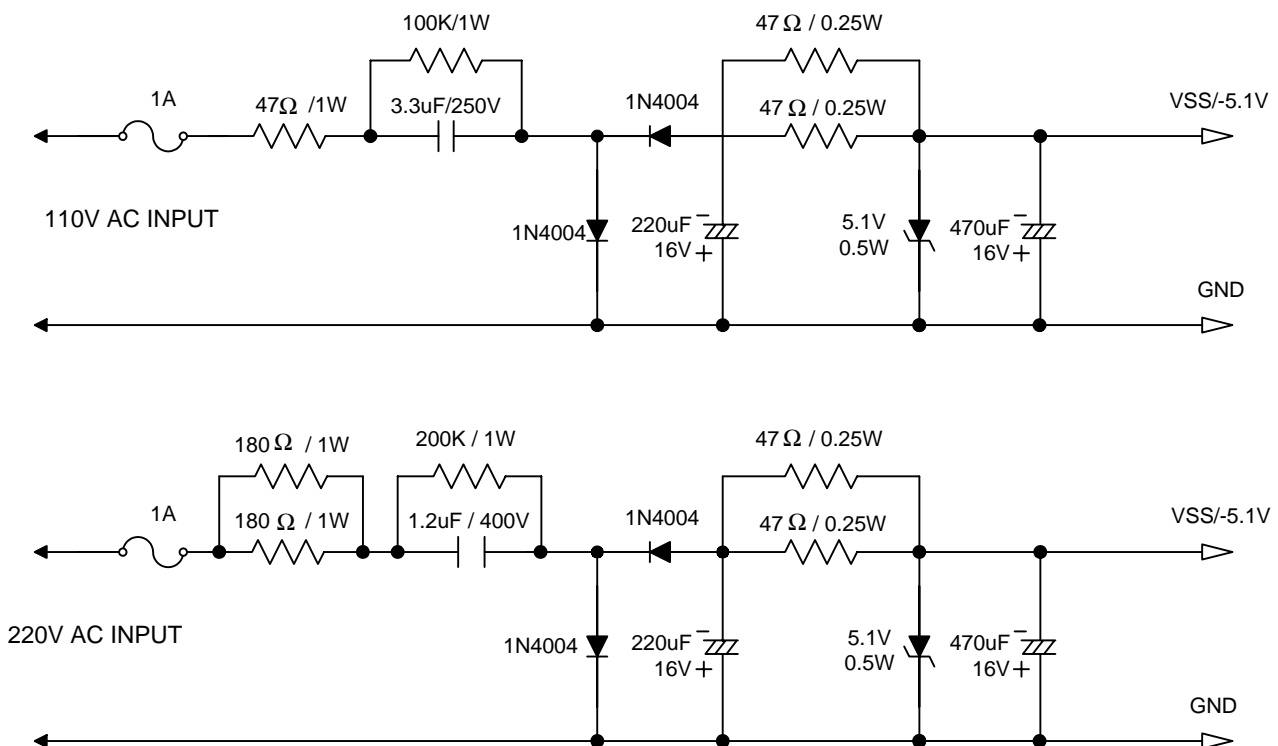 100K/1W
47Ω / 0.25W
1A
47Ω /1W
3.3uF/250V
1N4004
47Ω / 0.25W
VSS/-5.1V
110V AC INPUT
1N4004
220uF −
16V +
5.1V
0.5W
470uF −
16V +
GND
180Ω / 1W
200K / 1W
47Ω / 0.25W
1A
180Ω / 1W
1.2uF / 400V
1N4004
47Ω / 0.25W
VSS/-5.1V
220V AC INPUT
1N4004
220uF −
16V +
5.1V
0.5W
470uF −
16V +
GND